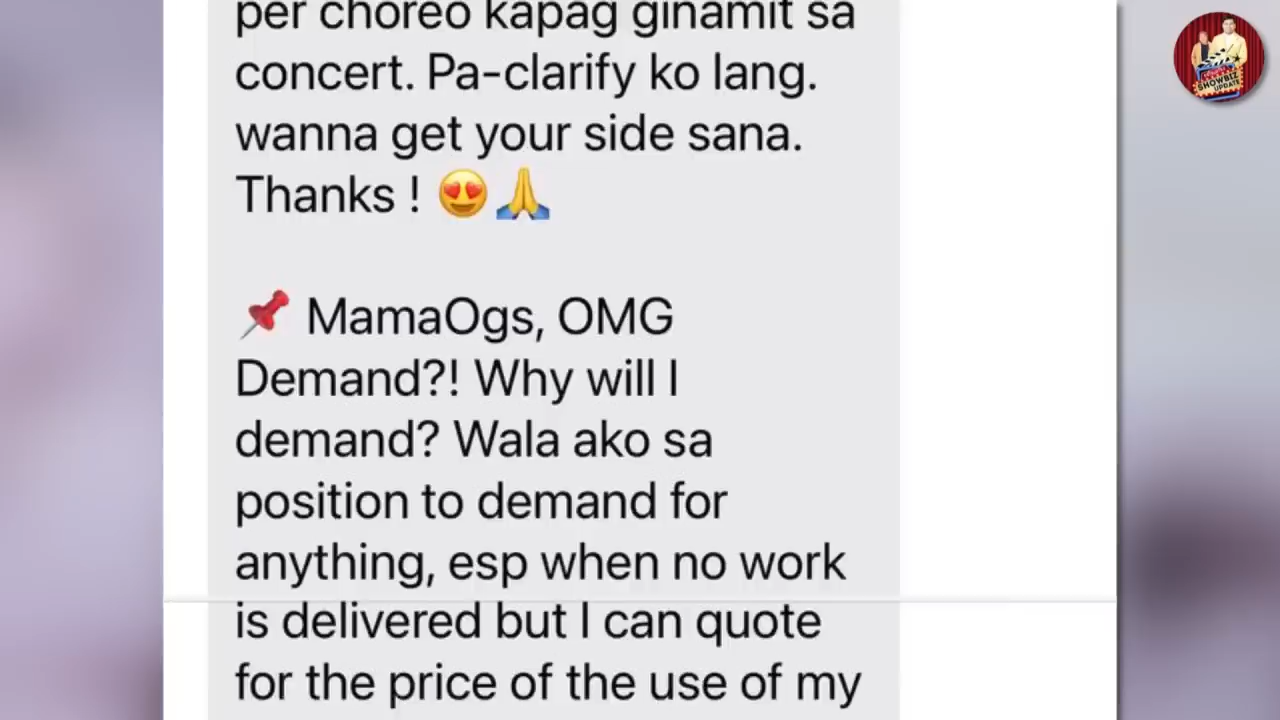 per choreo kapag ginamit sa
concert. Pa-clarify ko lang.
wanna get your side sana.
Thanks ! 😍🙏
📌 MamaOgs, OMG
Demand?! Why will I
demand? Wala ako sa
position to demand for
anything, esp when no work
is delivered but I can quote
for the price of the use of my
SHOWBIZ
UPDATE